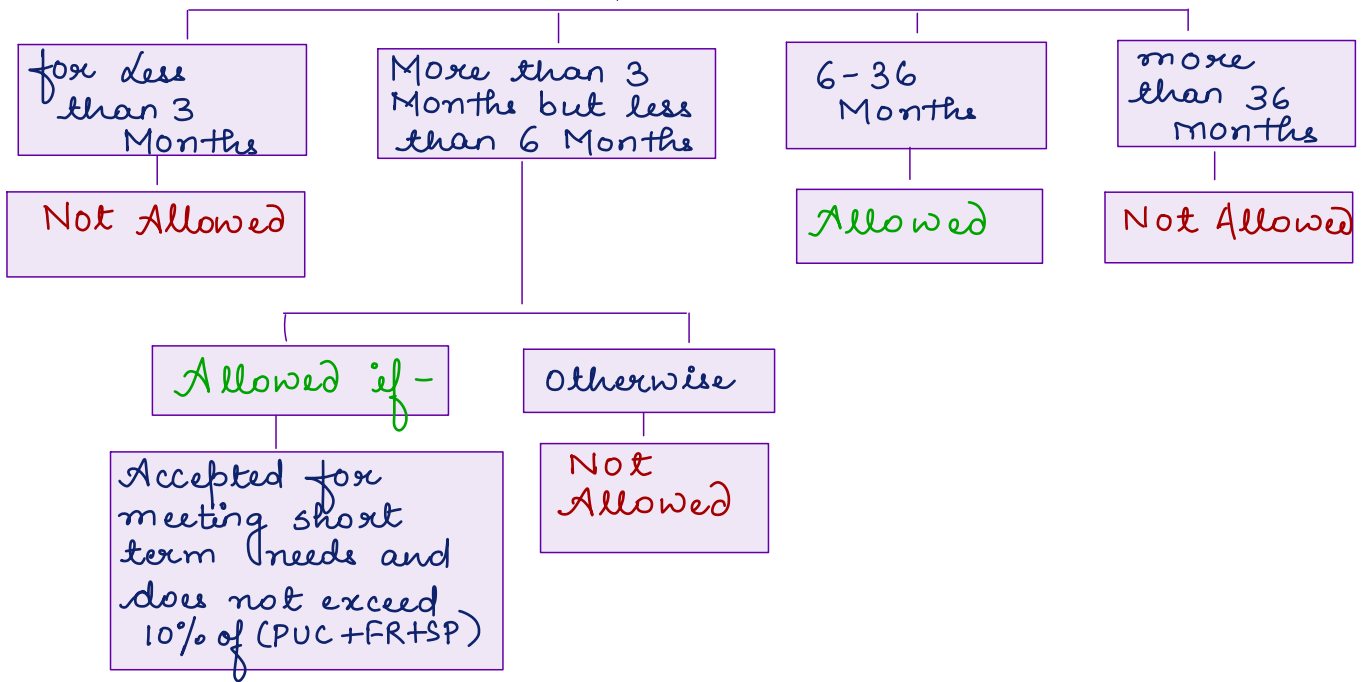 for Less
than 3
Months
More than 3
Months but less
than 6 Months
6-36
Months
more
than 36
months
Not Allowed
Allowed
Not Allowed
Allowed if -
Otherwise
Accepted for
meeting short
term needs and
does not exceed
10% of (PUC+FR+SP)
Not
Allowed